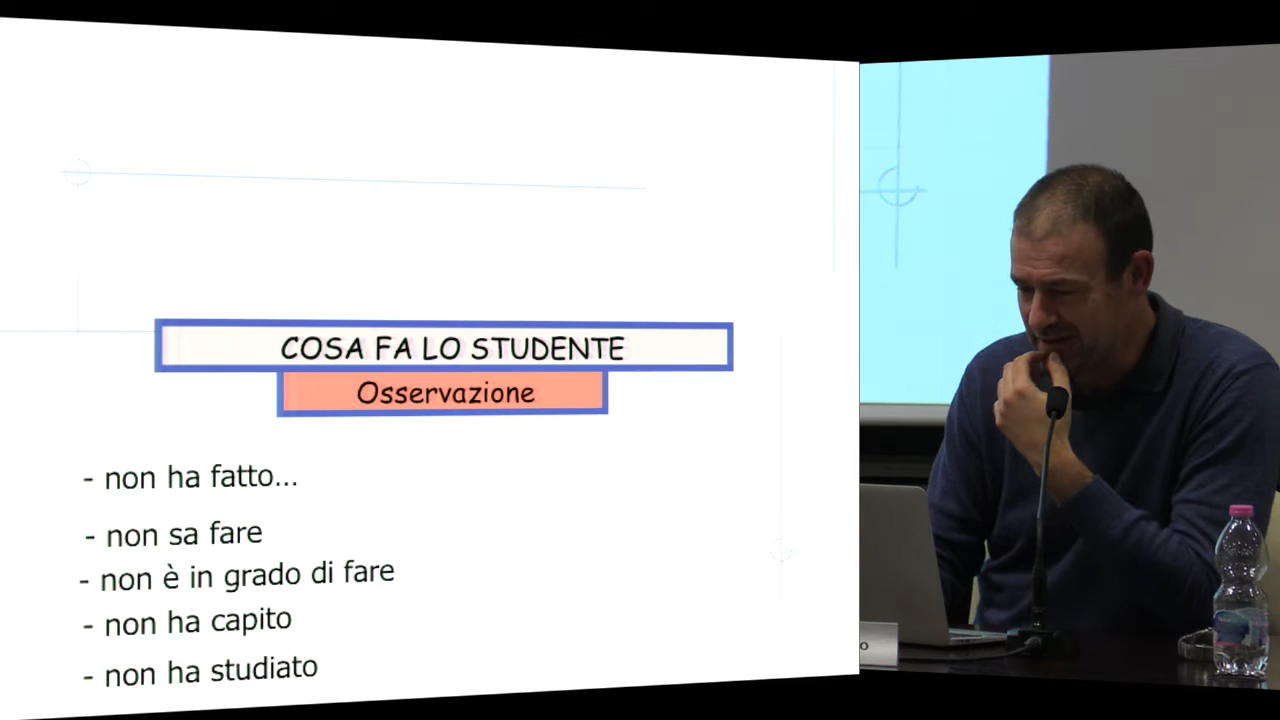 COSA FA LO STUDENTE
Osservazione
- non ha fatto...
- non sa fare
- non è in grado di fare
- non ha capito
- non ha studiato
o